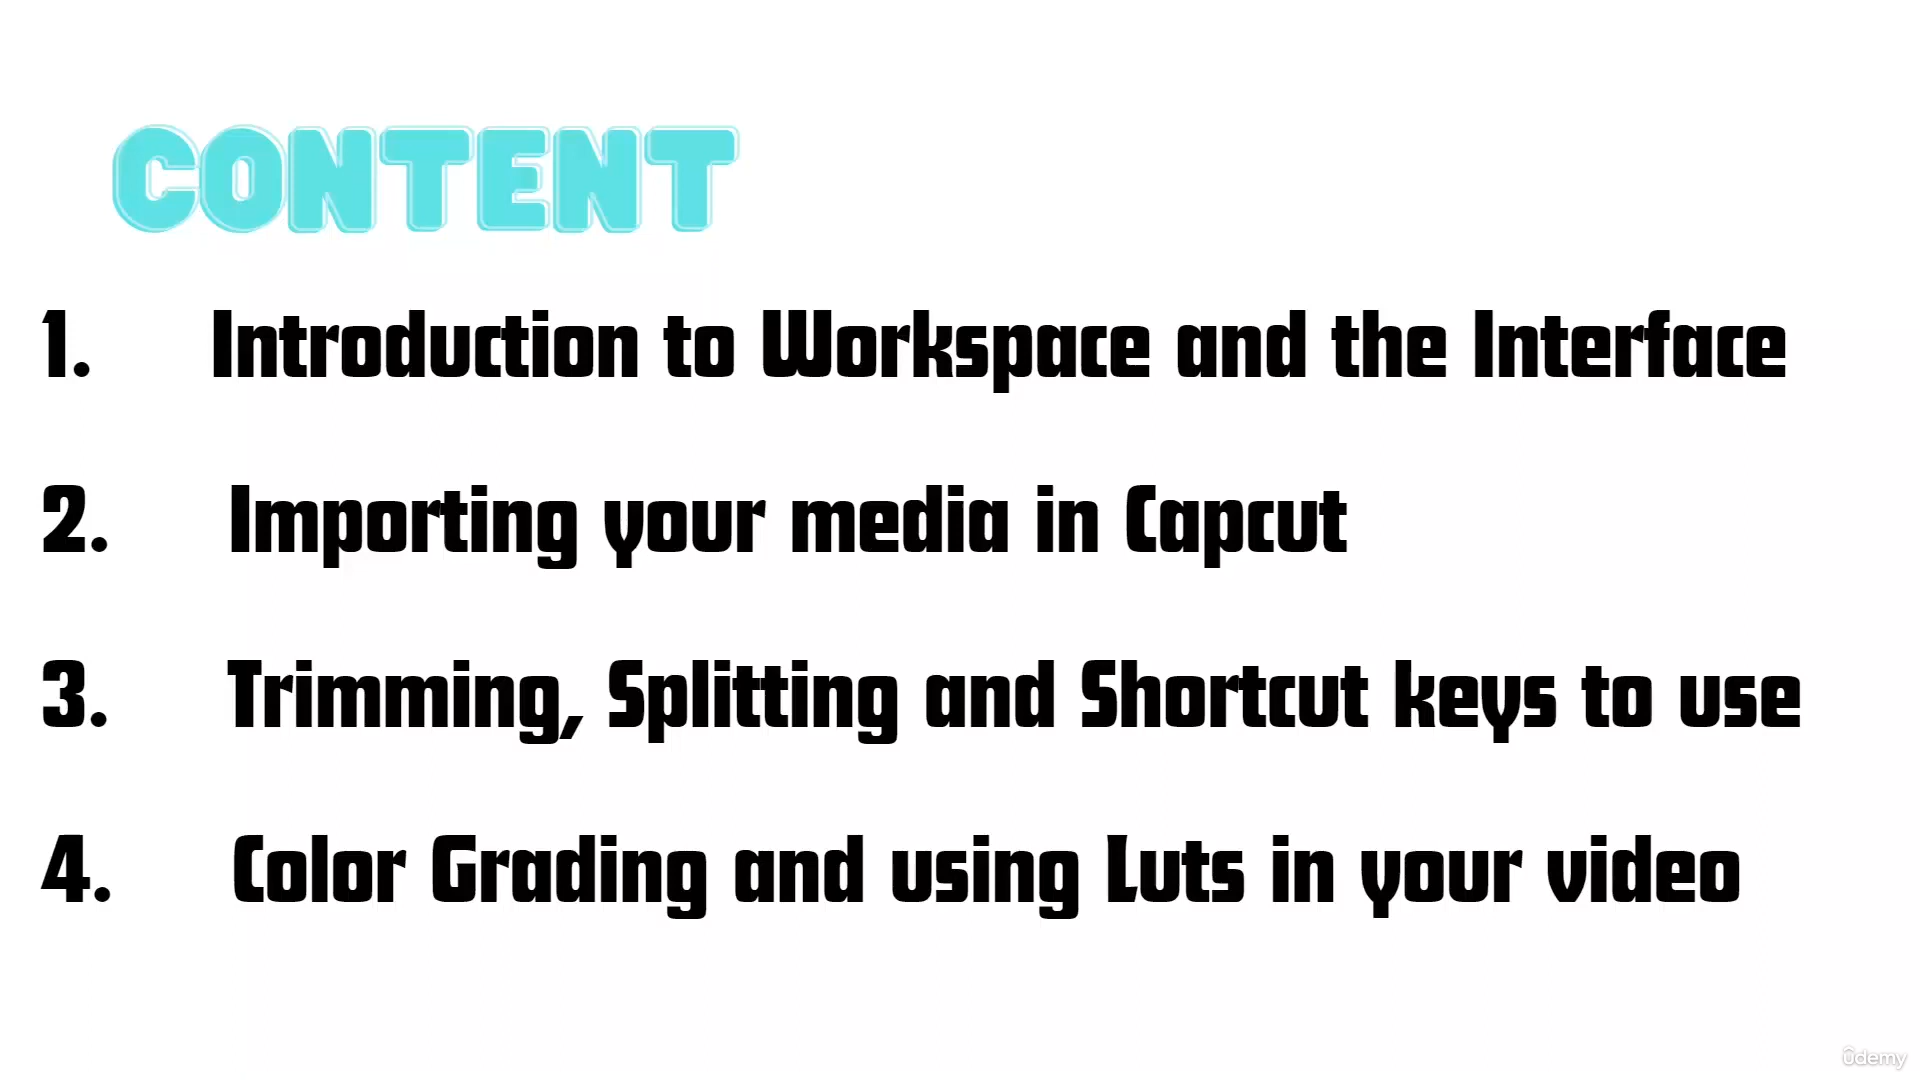 CONTENT
1. Introduction to Workspace and the Interface
2. Importing your media in Capcut
3. Trimming, Splitting and Shortcut keys to use
4. Color Grading and using Luts in your video
ûdemy